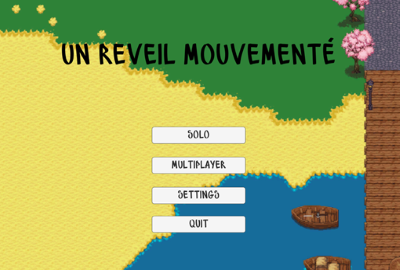 UN REVEIL MOUVEMENTÉ
SOLO
MULTIPLAYER
SETTINGS
QUIT